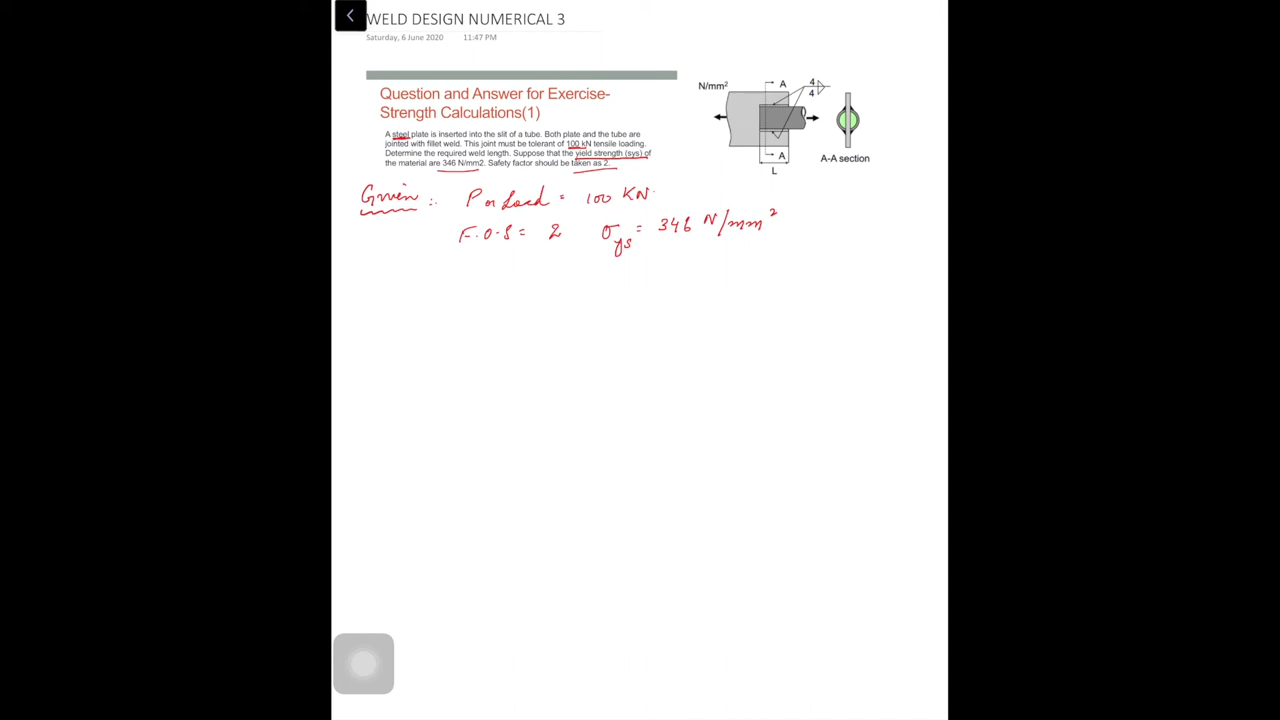 WELD DESIGN NUMERICAL 3
Saturday, 6 June 2020 11:47 PM
Question and Answer for Exercise-
Strength Calculations(1)
A steel plate is inserted into the slit of a tube. Both plate and the tube are
jointed with fillet weld. This joint must be tolerant of 100 kN tensile loading.
Determine the required weld length. Suppose that the yield strength (sys) of
the material are 346 N/mm2. Safety factor should be taken as 2.
N/mm²
A
4
4
A
L
A-A section
Given :. P or Load = 100 KN.
F.O.S = 2 σys = 346 N/mm²